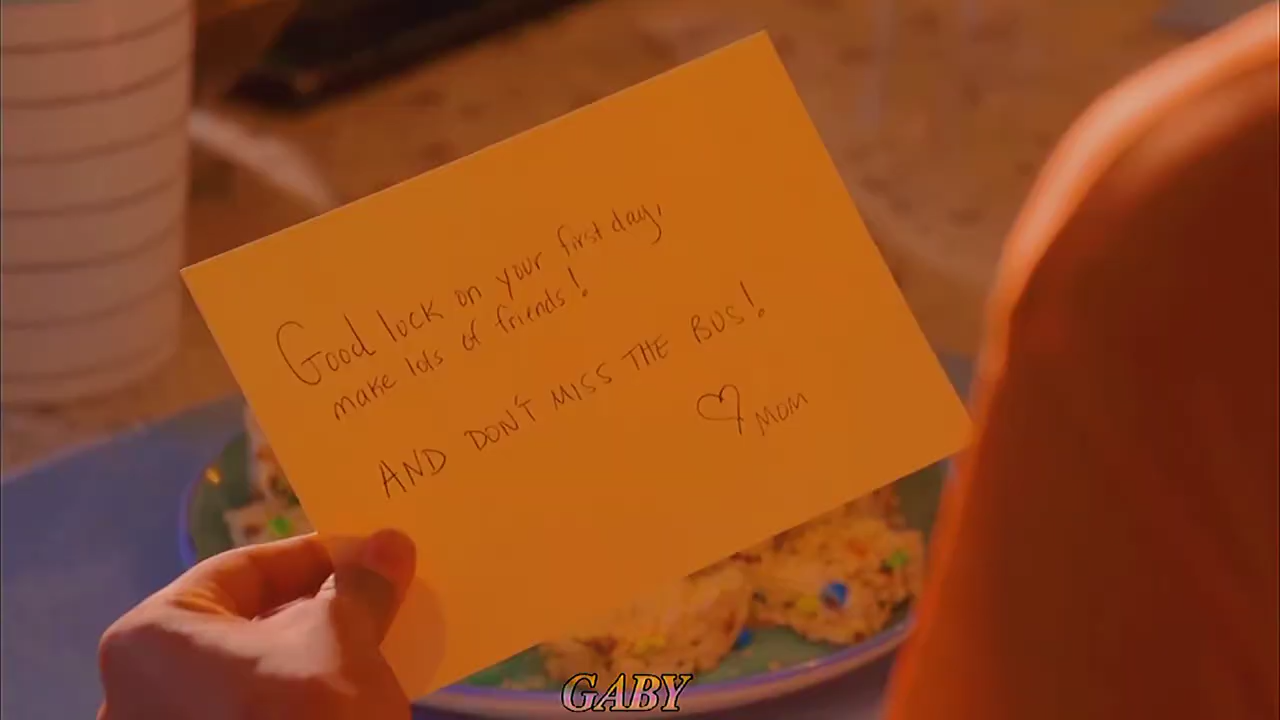 Good luck on your first day,
make lots of friends!
AND DON'T MISS THE BUS!
♡ MOM
GABY